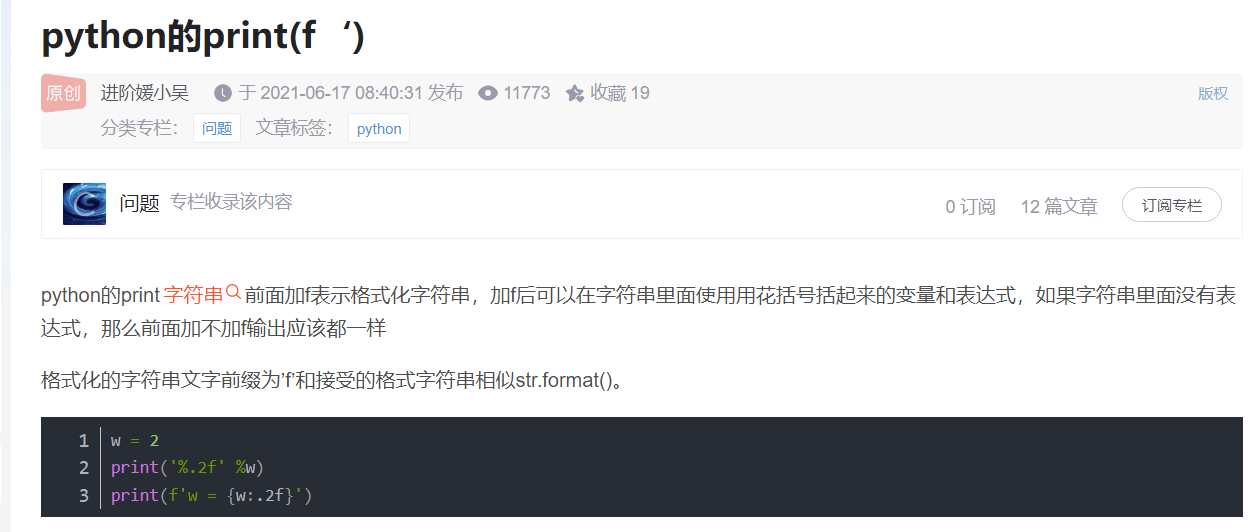 python的print(f ‘)
原创 进阶媛小吴 于 2021-06-17 08:40:31 发布 11773 收藏 19 版权
分类专栏： 问题 文章标签： python
问题 专栏收录该内容 0 订阅 12 篇文章 订阅专栏
python的print 字符串 前面加f表示格式化字符串，加f后可以在字符串里面使用用花括号括起来的变量和表达式，如果字符串里面没有表
达式，那么前面加不加f输出应该都一样
格式化的字符串文字前缀为’f’和接受的格式字符串相似str.format()。
1 w = 2
2 print('%.2f' %w)
3 print(f'w = {w:.2f}')